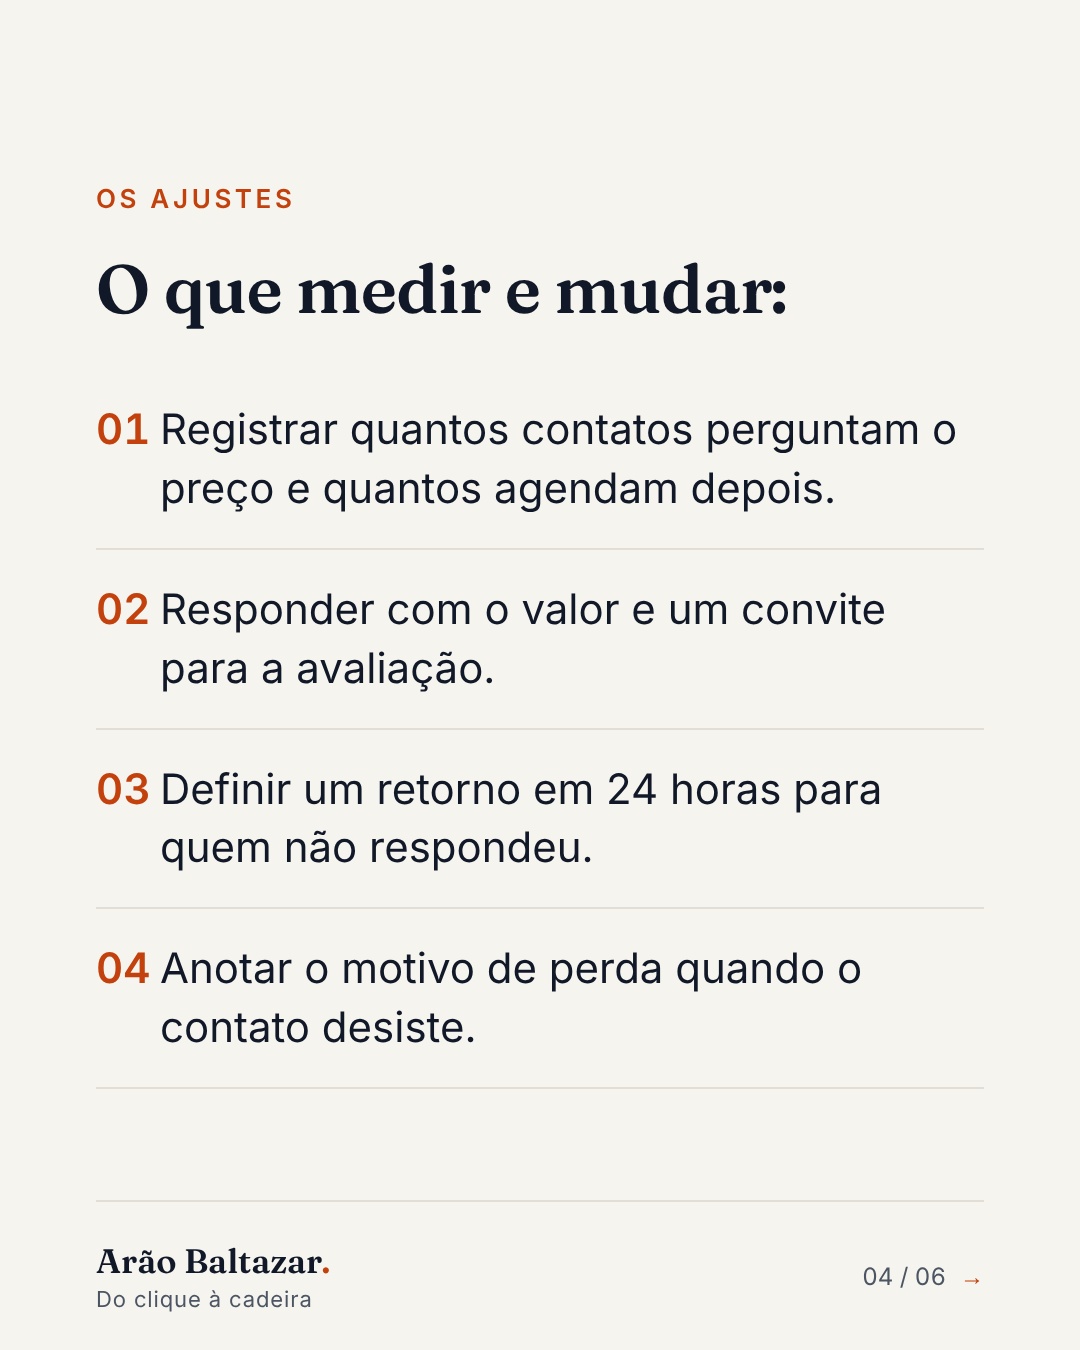 OS AJUSTES
O que medir e mudar:
01 Registrar quantos contatos perguntam o
preço e quantos agendam depois.
02 Responder com o valor e um convite
para a avaliação.
03 Definir um retorno em 24 horas para
quem não respondeu.
04 Anotar o motivo de perda quando o
contato desiste.
Arão Baltazar.
Do clique à cadeira
04 / 06 →